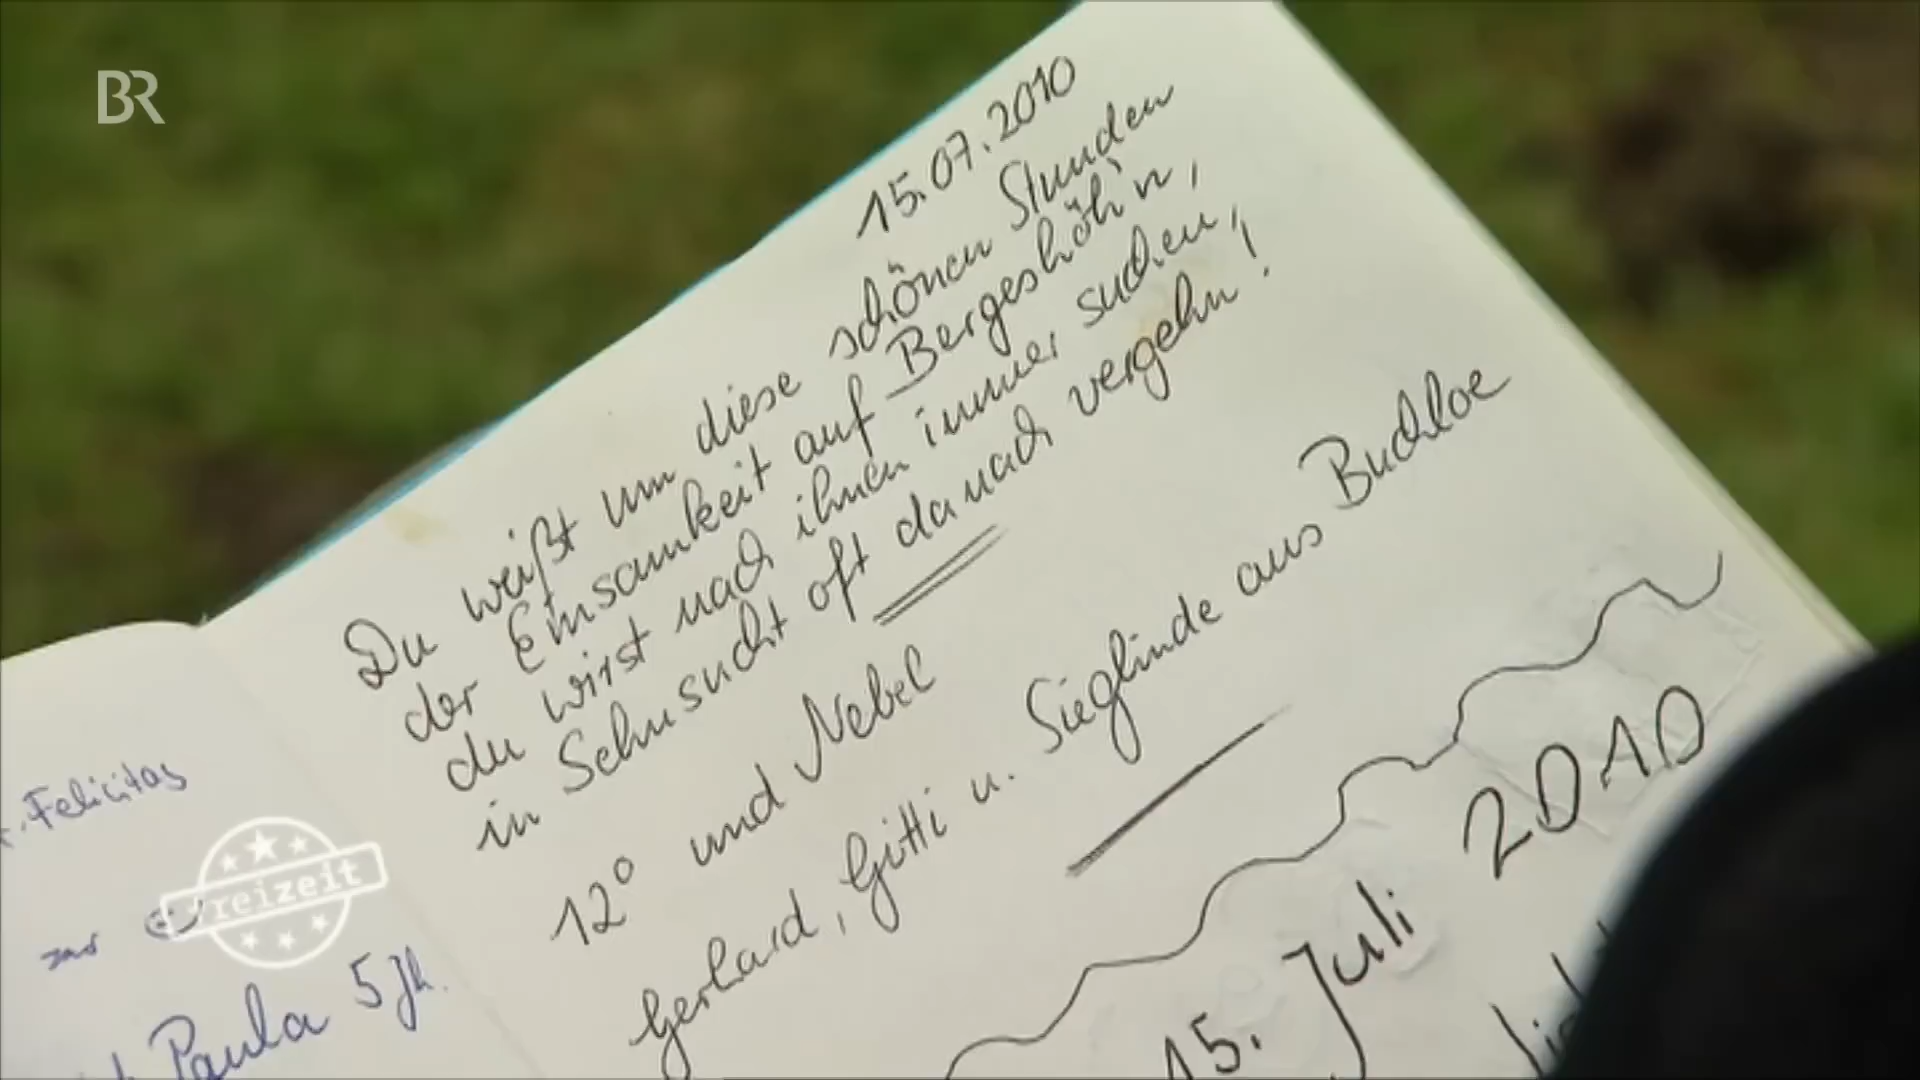 BR
15.07.2010
Du weißt um diese schönen Stunden
der Einsamkeit auf Bergeshöh'n,
du wirst nach ihnen immer suchen,
in Sehnsucht oft danach vergehn!
12° und Nebel
Gerhard, Gitti u. Sieglinde aus Buchloe
15. Juli 2010
Felicitas
zur
Paula 5 Jh.
freizeit